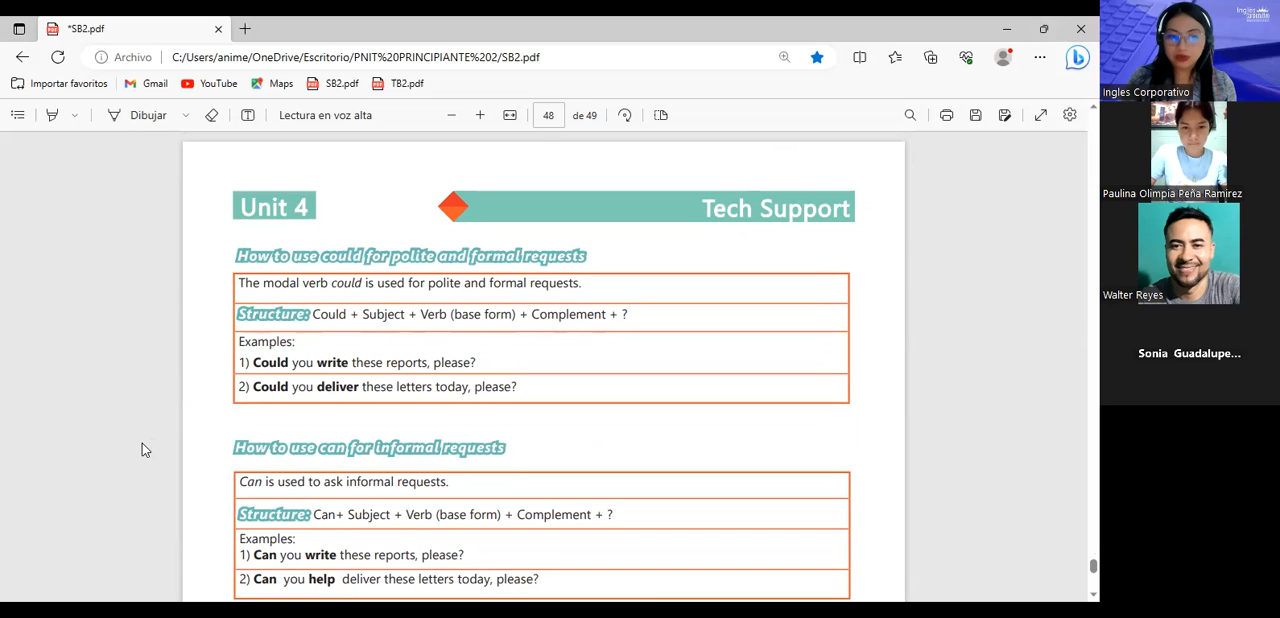 *SB2.pdf
Archivo
C:/Users/anime/OneDrive/Escritorio/PNIT%20PRINCIPIANTE%202/SB2.pdf
Importar favoritos
Gmail
YouTube
Maps
SB2.pdf
TB2.pdf
Dibujar
Lectura en voz alta
48
de 49
Unit 4
Tech Support
How to use could for polite and formal requests
The modal verb could is used for polite and formal requests.
Structure: Could + Subject + Verb (base form) + Complement + ?
Examples:
1) Could you write these reports, please?
2) Could you deliver these letters today, please?
How to use can for informal requests
Can is used to ask informal requests.
Structure: Can+ Subject + Verb (base form) + Complement + ?
Examples:
1) Can you write these reports, please?
2) Can you help deliver these letters today, please?
Ingles Corporativo
Paulina Olimpia Peña Ramirez
Walter Reyes
Sonia Guadalupe...